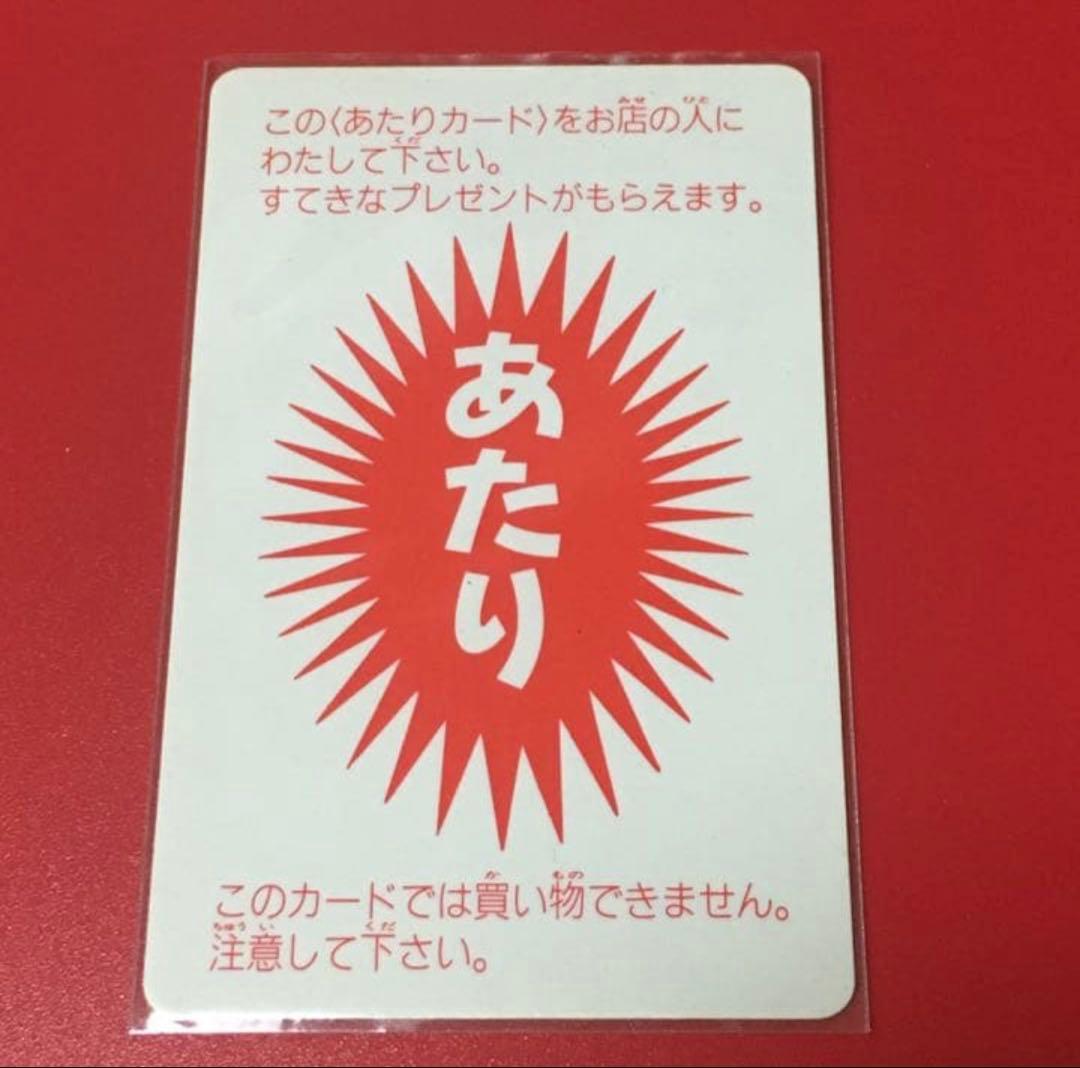 この〈あたりカード〉をお店の人に
わたして下さい。
すてきなプレゼントがもらえます。
あたり
このカードでは買い物できません。
注意して下さい。